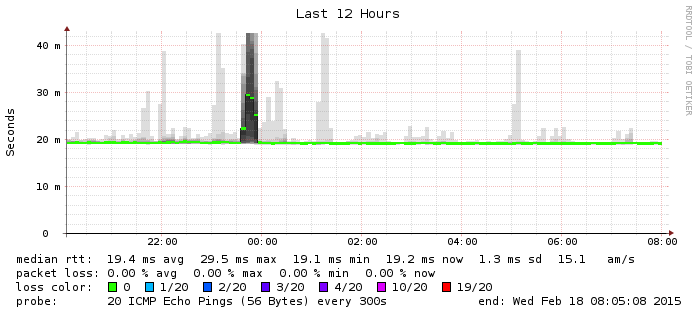 Last 12 Hours
RRDTOOL / TOBI OETIKER
Seconds
40 m
30 m
20 m
10 m
0
22:00 00:00 02:00 04:00 06:00 08:00
median rtt: 19.4 ms avg 29.5 ms max 19.1 ms min 19.2 ms now 1.3 ms sd 15.1 am/s
packet loss: 0.00 % avg 0.00 % max 0.00 % min 0.00 % now
loss color: 0 1/20 2/20 3/20 4/20 10/20 19/20
probe: 20 ICMP Echo Pings (56 Bytes) every 300s end: Wed Feb 18 08:05:08 2015